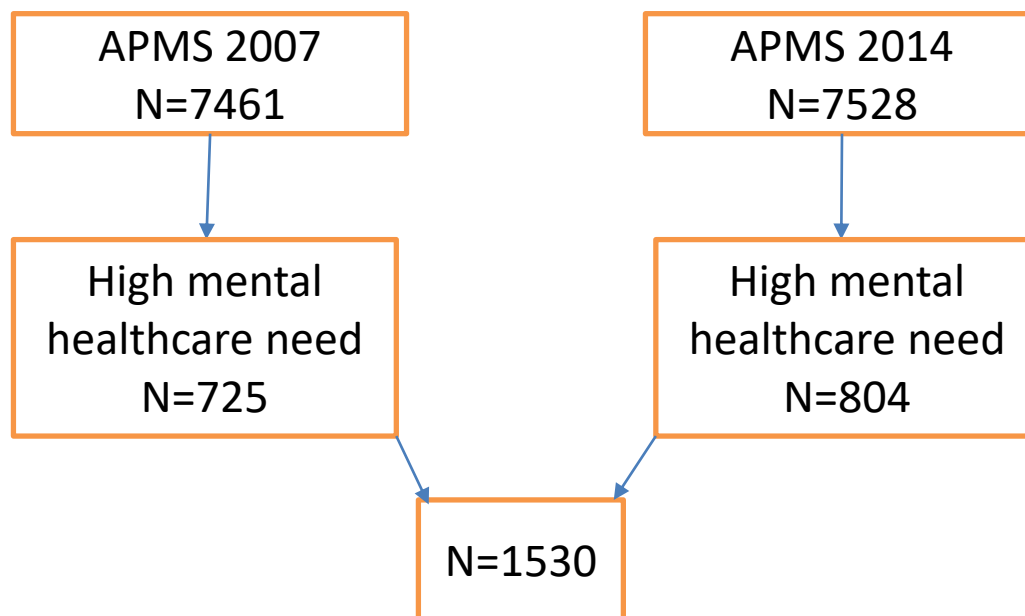 APMS 2007
N=7461
APMS 2014
N=7528
High mental
healthcare need
N=725
High mental
healthcare need
N=804
N=1530